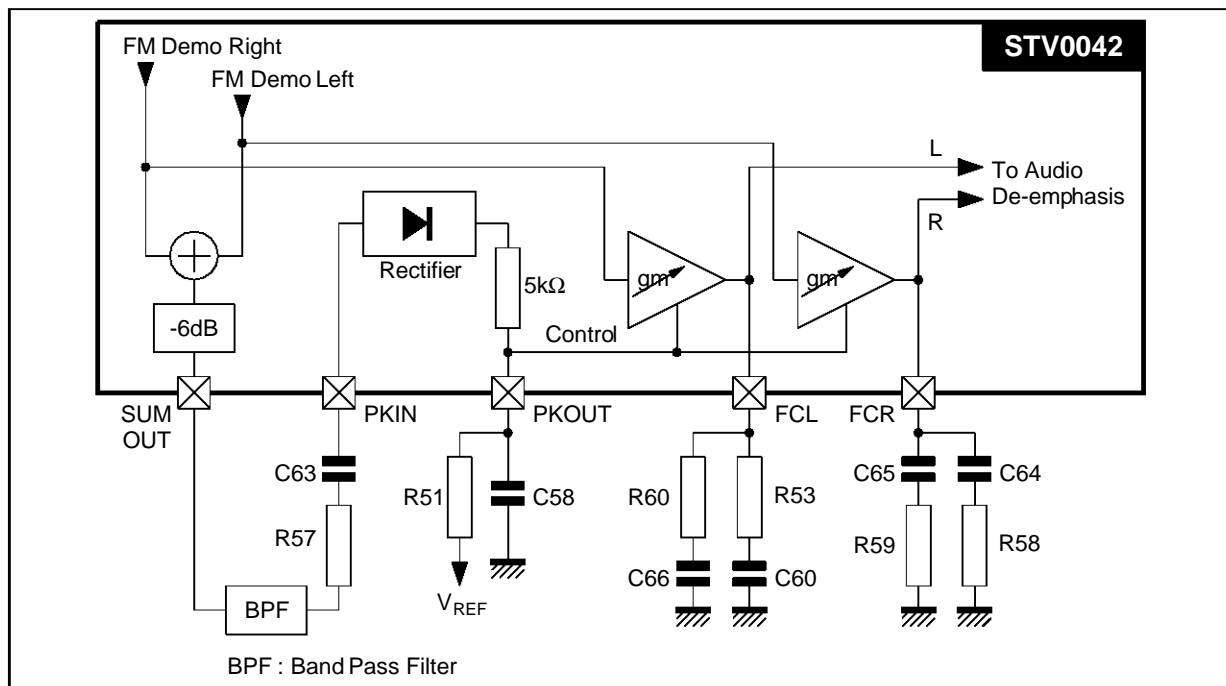 STV0042
FM Demo Right
FM Demo Left
L
To Audio
De-emphasis
R
Rectifier
5kΩ
gm
gm
-6dB
Control
SUM
OUT
PKIN
PKOUT
FCL
FCR
C63
R51
C58
R60
R53
C65
C64
R57
R59
R58
C66
C60
VREF
BPF
BPF : Band Pass Filter